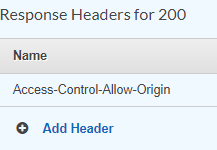 Response Headers for 200
Name
Access-Control-Allow-Origin
Add Header